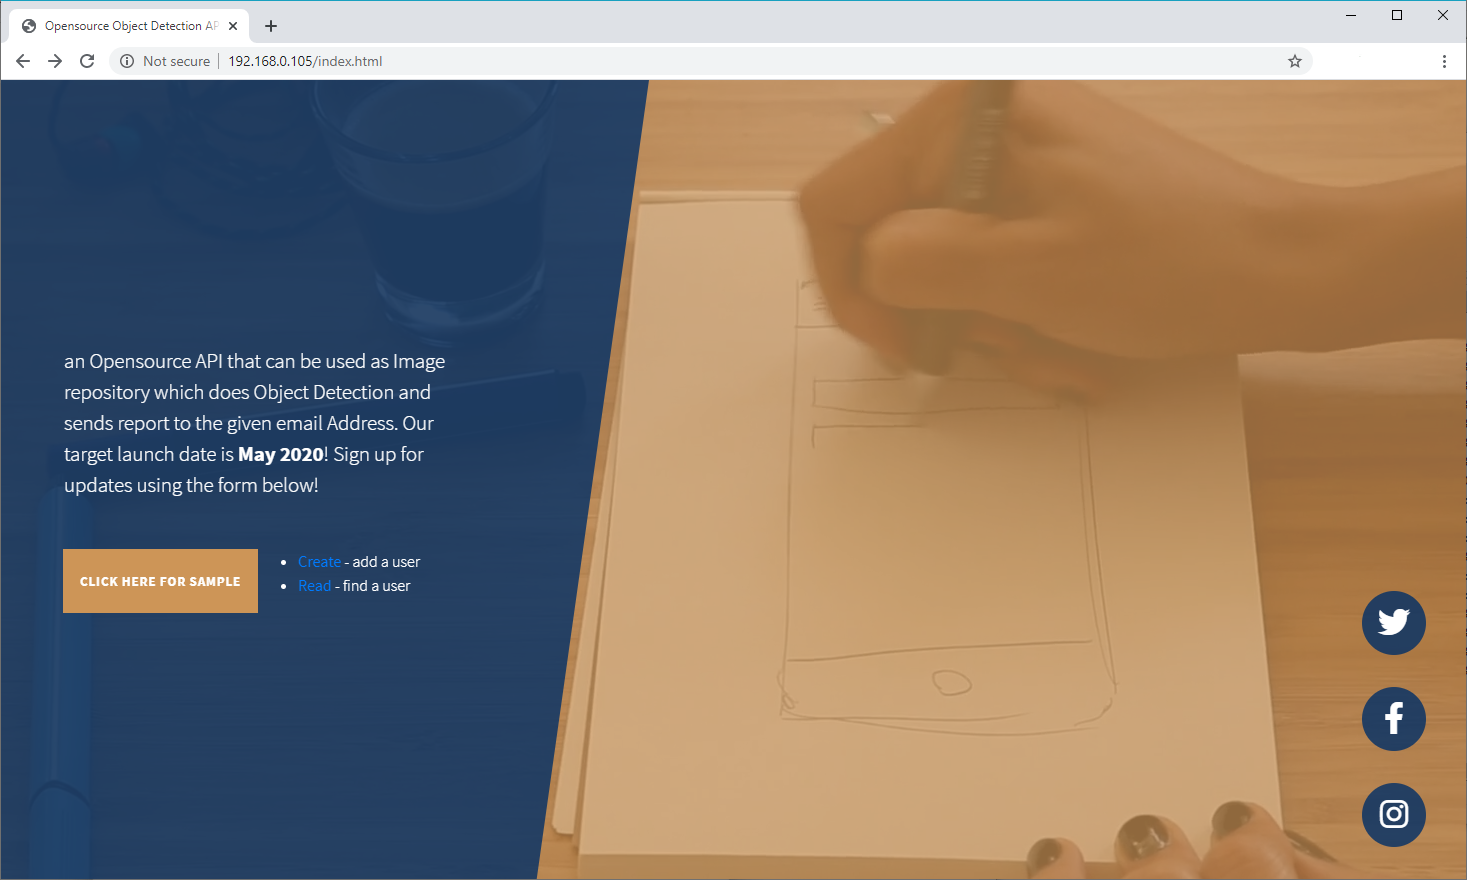 Opensource Object Detection AP
Not secure
192.168.0.105/index.html
an Opensource API that can be used as Image
repository which does Object Detection and
sends report to the given email Address. Our
target launch date is May 2020! Sign up for
updates using the form below!
CLICK HERE FOR SAMPLE
Create - add a user
Read - find a user